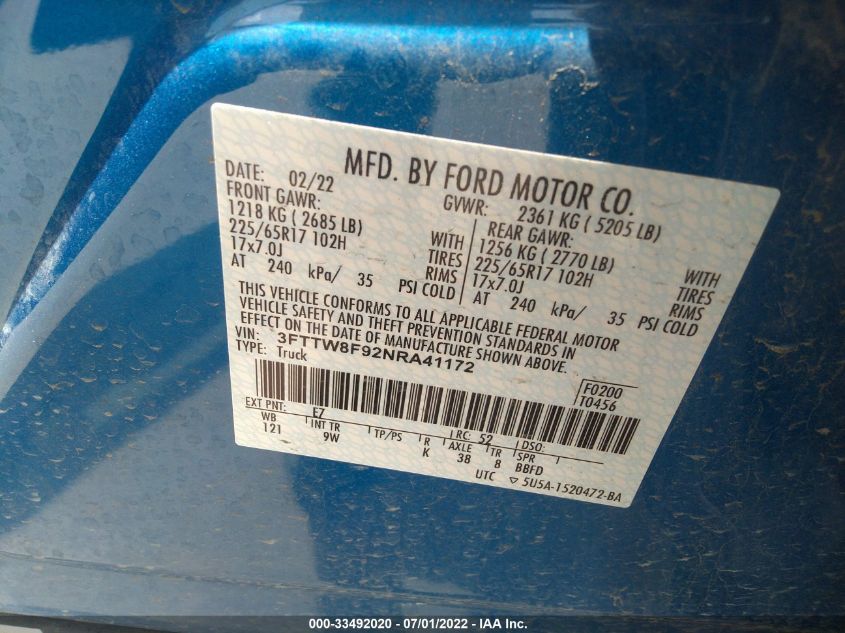 MFD. BY FORD MOTOR CO.
DATE: 02/22 GVWR: 2361 KG ( 5205 LB)
FRONT GAWR: REAR GAWR:
1218 KG ( 2685 LB) WITH 1256 KG ( 2770 LB) WITH
225/65R17 102H TIRES 225/65R17 102H TIRES
17x7.0J RIMS 17x7.0J RIMS
AT 240 kPa/ 35 PSI COLD AT 240 kPa/ 35 PSI COLD
THIS VEHICLE CONFORMS TO ALL APPLICABLE FEDERAL MOTOR
VEHICLE SAFETY AND THEFT PREVENTION STANDARDS IN
EFFECT ON THE DATE OF MANUFACTURE SHOWN ABOVE.
VIN: 3FTTW8F92NRA41172
TYPE: Truck
F0200
T0456
EXT PNT: E7 RC: 52 DSO:
WB INT TR TP/PS R AXLE TR SPR
121 9W K 38 8 BBFD
UTC ▽ 5U5A-1520472-BA
000-33492020 / 07/01/2022 - IAA Inc.